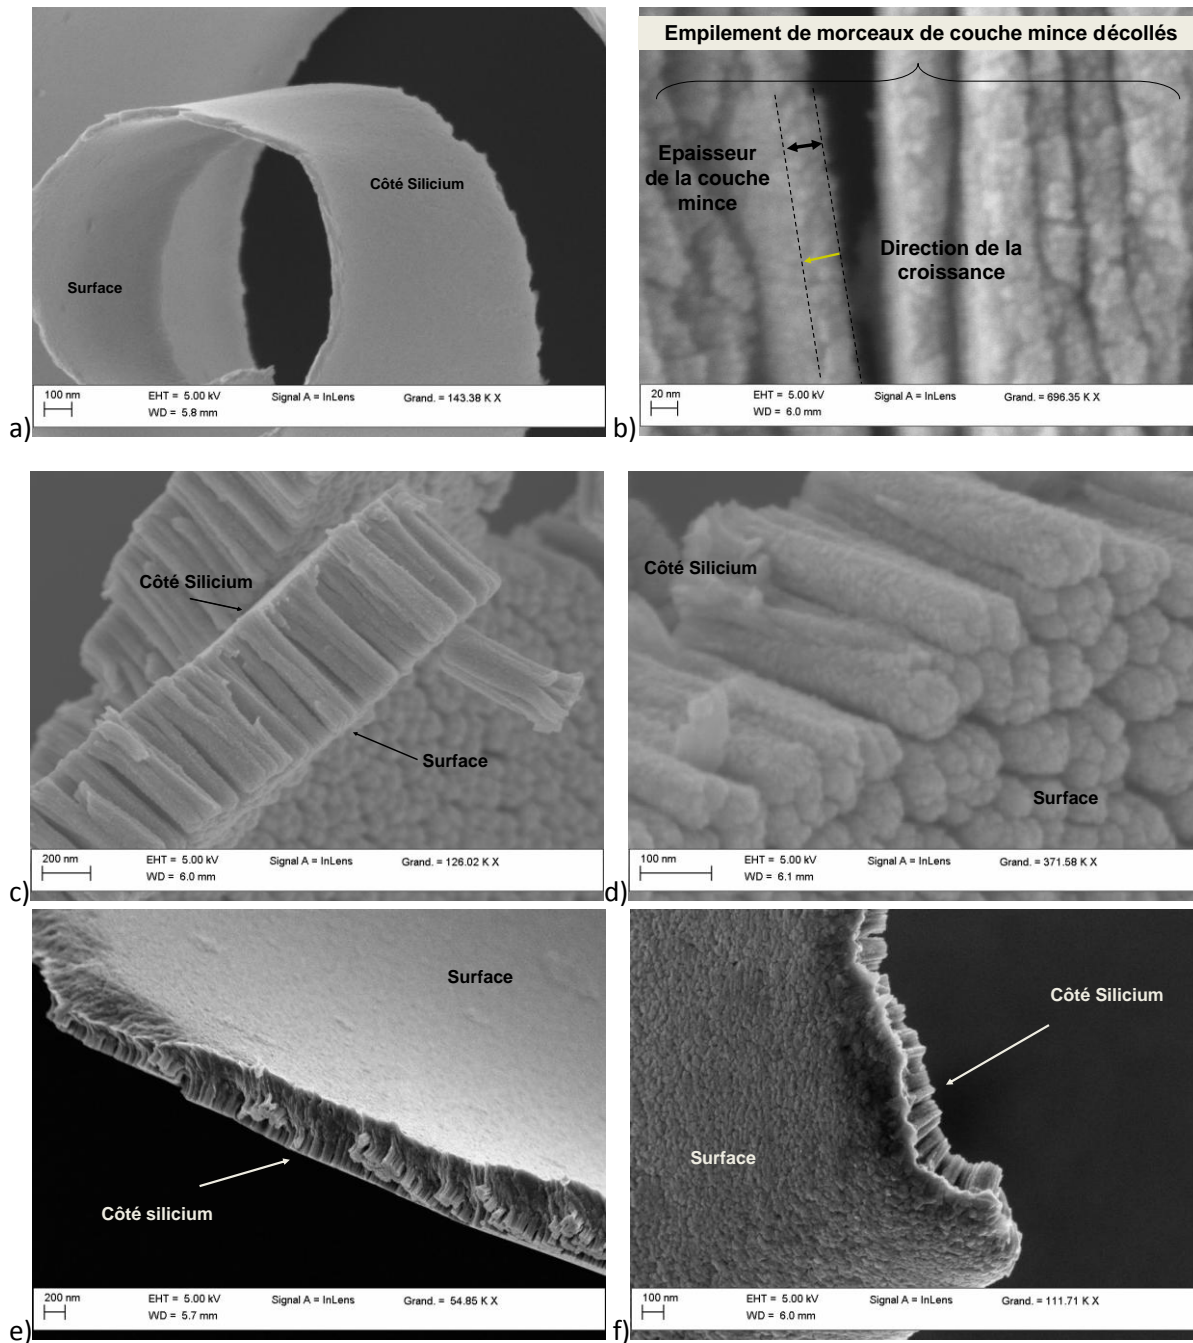 Côté Silicium
Surface
100 nm
EHT = 5.00 kV
Signal A = InLens
Grand. = 143.38 K X
WD = 5.8 mm
a)
Empilement de morceaux de couche mince décollés
Epaisseur
de la couche
mince
Direction de la
croissance
20 nm
EHT = 5.00 kV
Signal A = InLens
Grand. = 696.35 K X
WD = 6.0 mm
b)
Côté Silicium
Surface
200 nm
EHT = 5.00 kV
Signal A = InLens
Grand. = 126.02 K X
WD = 6.0 mm
c)
Côté Silicium
Surface
100 nm
EHT = 5.00 kV
Signal A = InLens
Grand. = 371.58 K X
WD = 6.1 mm
d)
Surface
Côté silicium
200 nm
EHT = 5.00 kV
Signal A = InLens
Grand. = 54.85 K X
WD = 5.7 mm
e)
Côté Silicium
Surface
100 nm
EHT = 5.00 kV
Signal A = InLens
Grand. = 111.71 K X
WD = 6.0 mm
f)